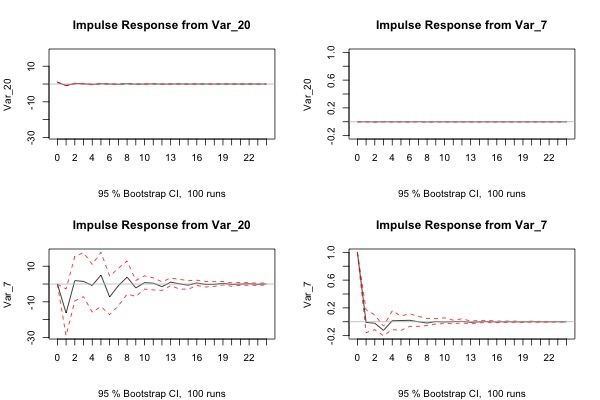 Impulse Response from Var_20
Var_20
10
-10
-30
0 2 4 6 8 10 13 16 19 22
95 % Bootstrap CI, 100 runs
Impulse Response from Var_7
Var_20
1.0
0.6
0.2
-0.2
0 2 4 6 8 10 13 16 19 22
95 % Bootstrap CI, 100 runs
Impulse Response from Var_20
Var_7
10
-10
-30
0 2 4 6 8 10 13 16 19 22
95 % Bootstrap CI, 100 runs
Impulse Response from Var_7
Var_7
1.0
0.6
0.2
-0.2
0 2 4 6 8 10 13 16 19 22
95 % Bootstrap CI, 100 runs